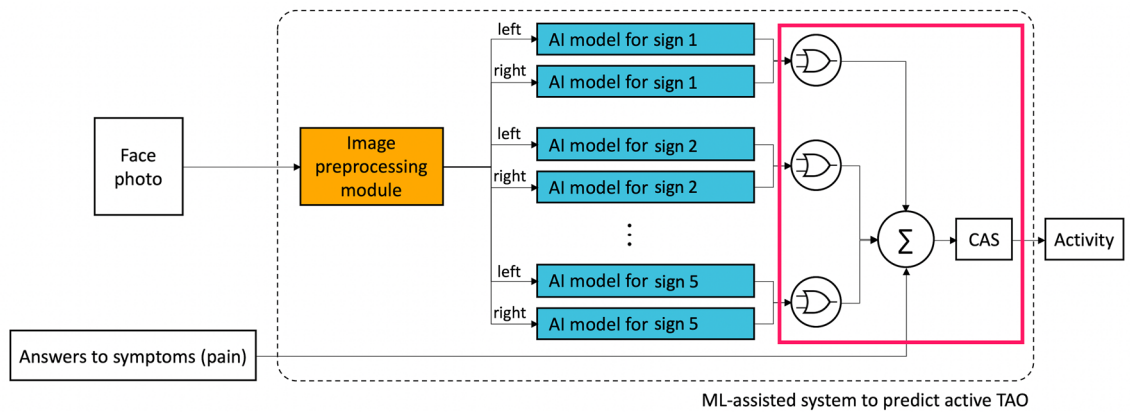 left
AI model for sign 1
right
AI model for sign 1
Face
photo
Image
preprocessing
module
left
AI model for sign 2
right
AI model for sign 2
⋮
∑
CAS
Activity
left
AI model for sign 5
right
AI model for sign 5
Answers to symptoms (pain)
ML-assisted system to predict active TAO